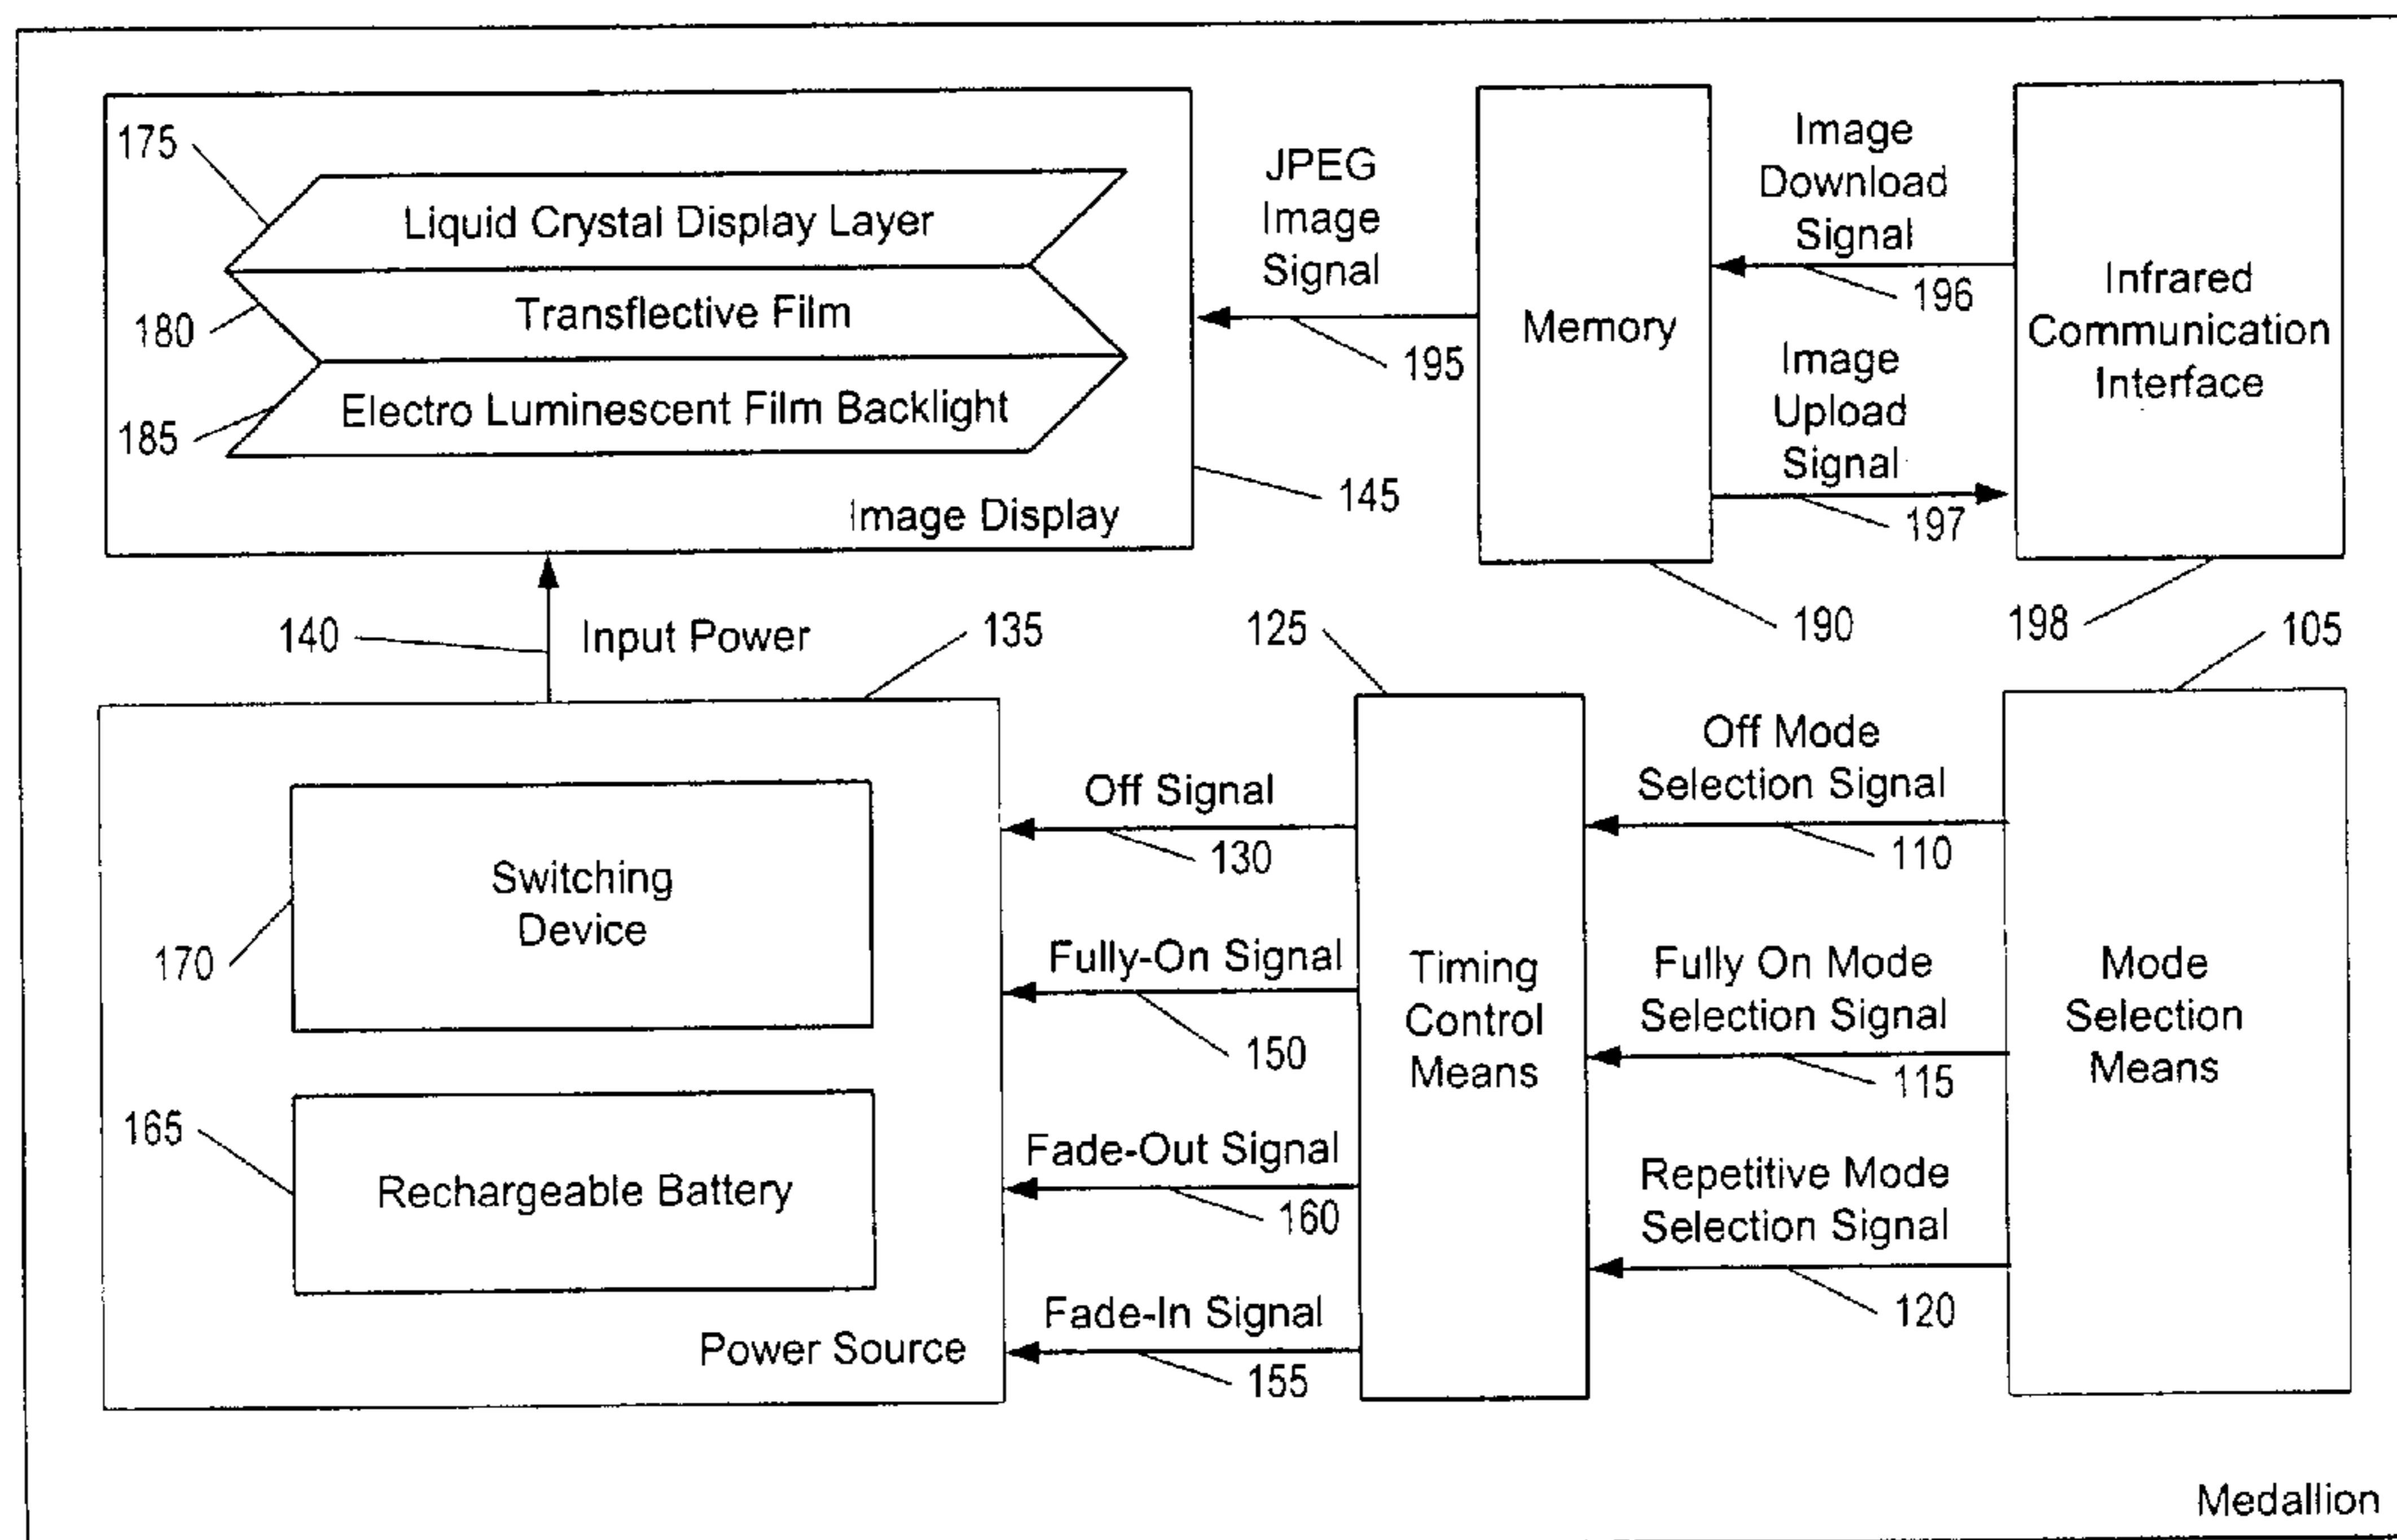 175
Liquid Crystal Display Layer
180
Transflective Film
185
Electro Luminescent Film Backlight
Image Display
145
JPEG
Image
Signal
195
Memory
190
Image
Download
Signal
196
Image
Upload
Signal
197
Infrared
Communication
Interface
198
140
Input Power
135
125
105
Switching
Device
170
165
Rechargeable Battery
Power Source
Off Signal
130
Fully-On Signal
150
Fade-Out Signal
160
Fade-In Signal
155
Timing
Control
Means
Off Mode
Selection Signal
110
Fully On Mode
Selection Signal
115
Repetitive Mode
Selection Signal
120
Mode
Selection
Means
Medallion